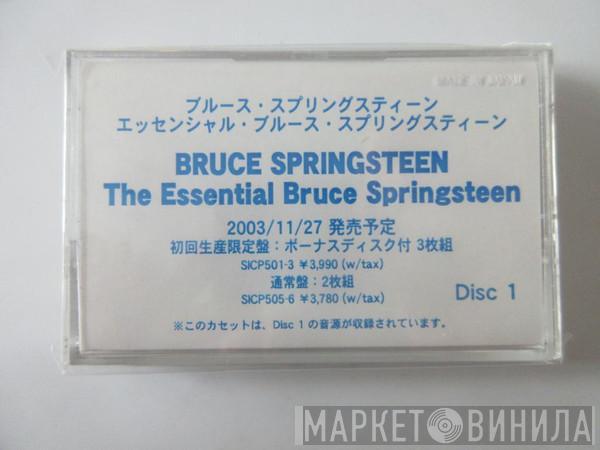 MADE IN JAPAN
ブルース・スプリングスティーン
エッセンシャル・ブルース・スプリングスティーン
BRUCE SPRINGSTEEN
The Essential Bruce Springsteen
2003/11/27 発売予定
初回生産限定盤：ボーナスディスク付 3枚組
SICP501-3 ¥3,990 (w/tax)
通常盤：2枚組
SICP505-6 ¥3,780 (w/tax)
Disc 1
※このカセットは、Disc 1 の音源が収録されています。
МАРКЕТ ВИНИЛА